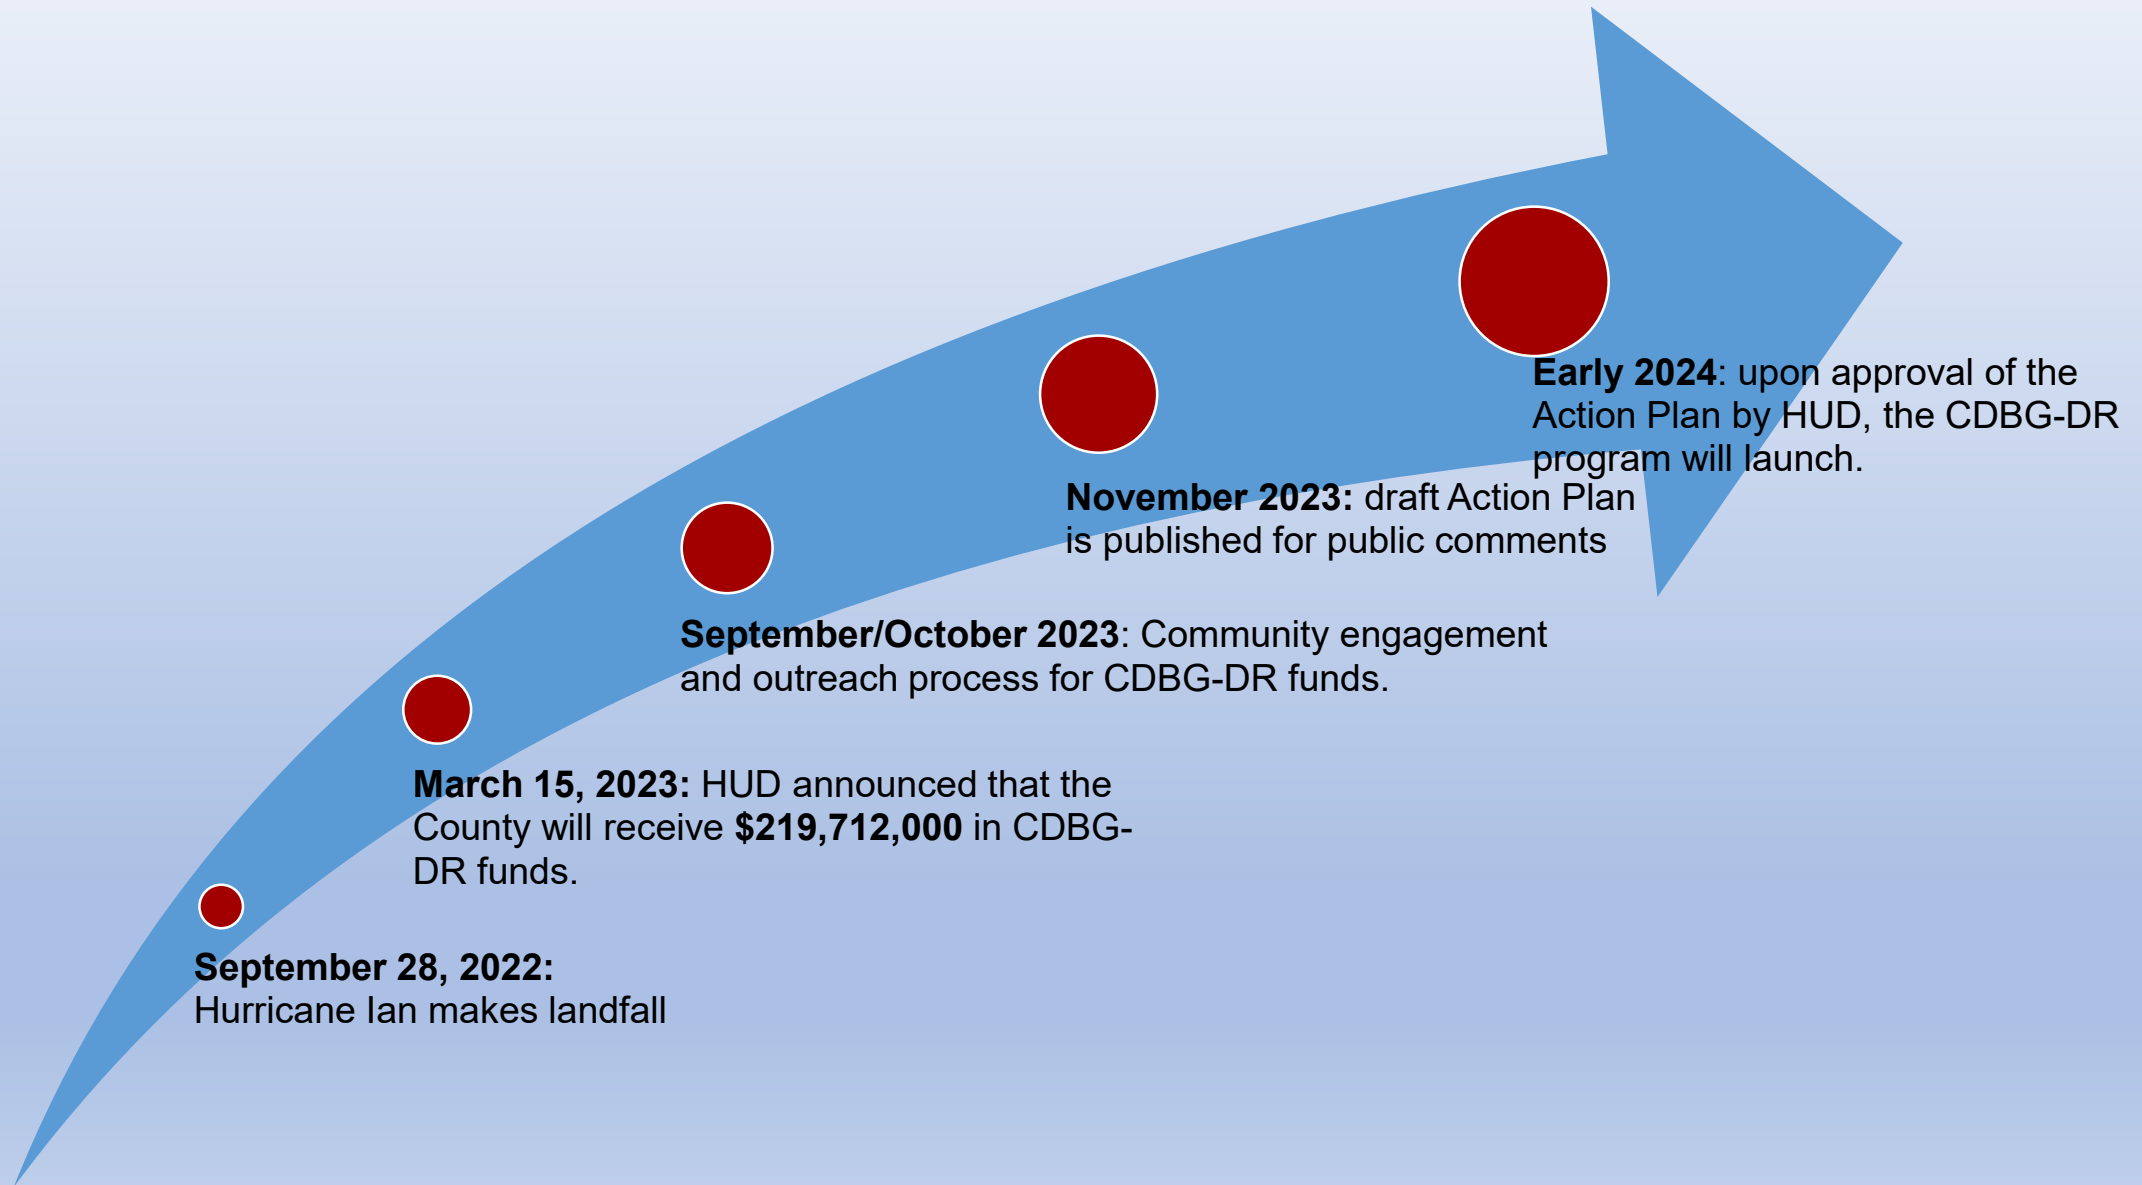 Early 2024: upon approval of the
Action Plan by HUD, the CDBG-DR
program will launch.
November 2023: draft Action Plan
is published for public comments
September/October 2023: Community engagement
and outreach process for CDBG-DR funds.
March 15, 2023: HUD announced that the
County will receive $219,712,000 in CDBG-
DR funds.
September 28, 2022:
Hurricane Ian makes landfall